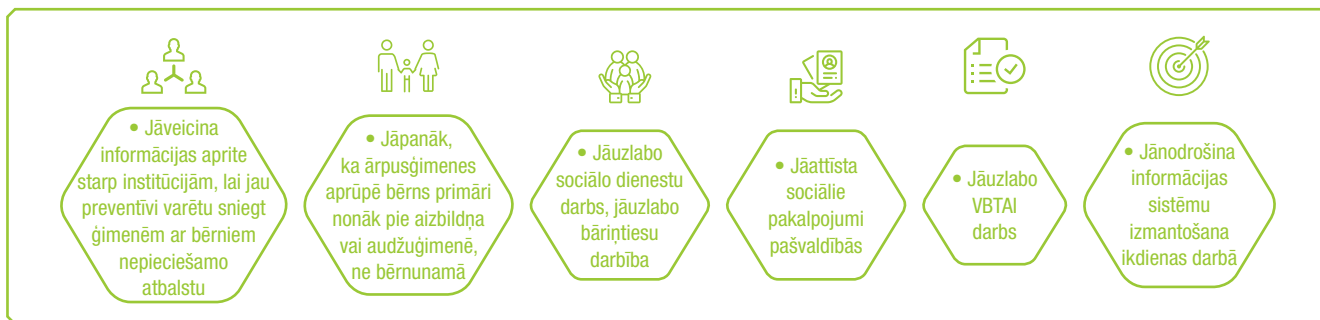 • Jāveicina
informācijas aprite
starp institūcijām, lai jau
preventīvi varētu sniegt
ģimenēm ar bērniem
nepieciešamo
atbalstu
• Jāpanāk,
ka ārpusģimenes
aprūpē bērns primāri
nonāk pie aizbildņa
vai audžuģimenē,
ne bērnunamā
• Jāuzlabo
sociālo dienestu
darbs, jāuzlabo
bāriņtiesu
darbība
• Jāattīsta
sociālie
pakalpojumi
pašvaldībās
• Jāuzlabo
VBTAI
darbs
• Jānodrošina
informācijas
sistēmu
izmantošana
ikdienas darbā